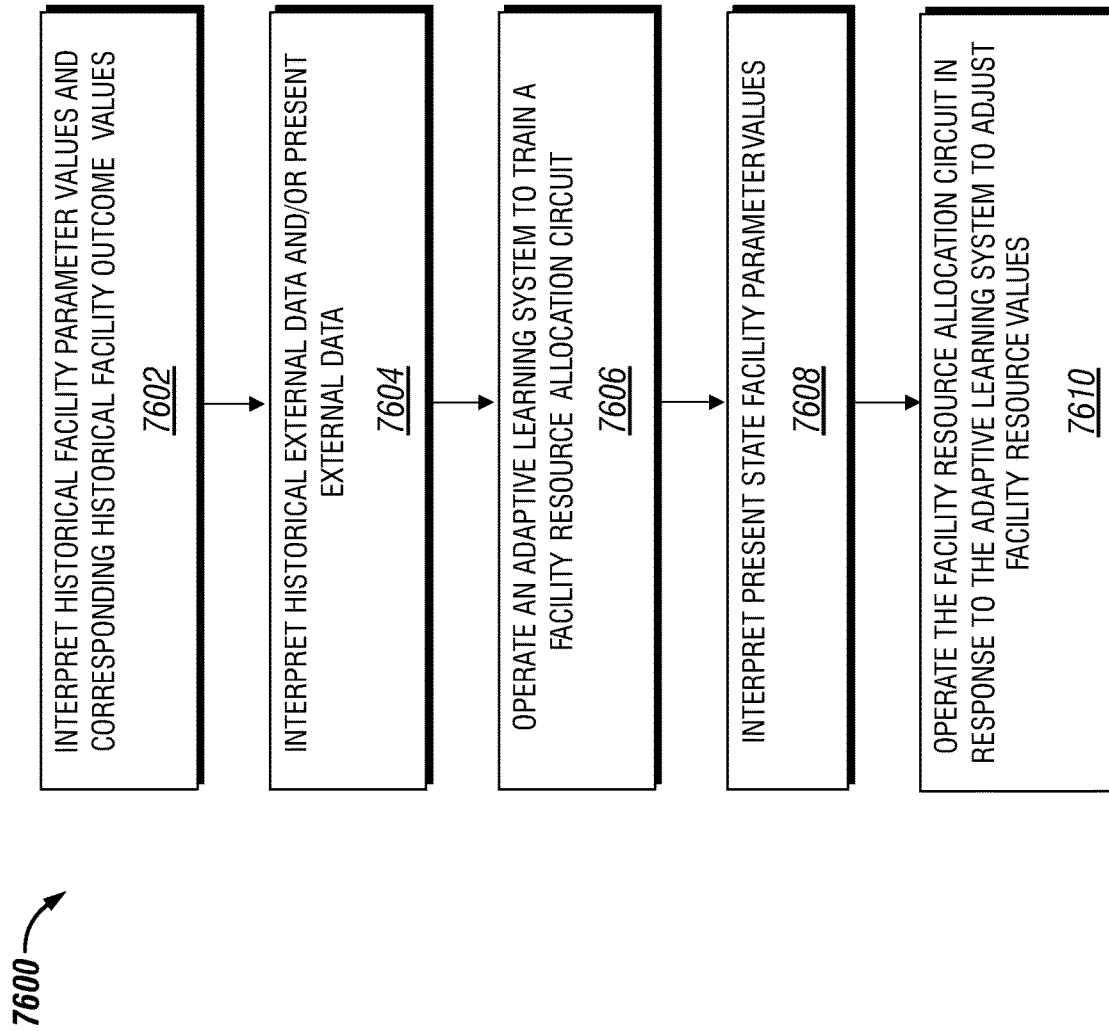 7600
INTERPRET HISTORICAL FACILITY PARAMETER VALUES AND
CORRESPONDING HISTORICAL FACILITY OUTCOME VALUES
7602
INTERPRET HISTORICAL EXTERNAL DATA AND/OR PRESENT
EXTERNAL DATA
7604
OPERATE AN ADAPTIVE LEARNING SYSTEM TO TRAIN A
FACILITY RESOURCE ALLOCATION CIRCUIT
7606
INTERPRET PRESENT STATE FACILITY PARAMETERVALUES
7608
OPERATE THE FACILITY RESOURCE ALLOCATION CIRCUIT IN
RESPONSE TO THE ADAPTIVE LEARNING SYSTEM TO ADJUST
FACILITY RESOURCE VALUES
7610